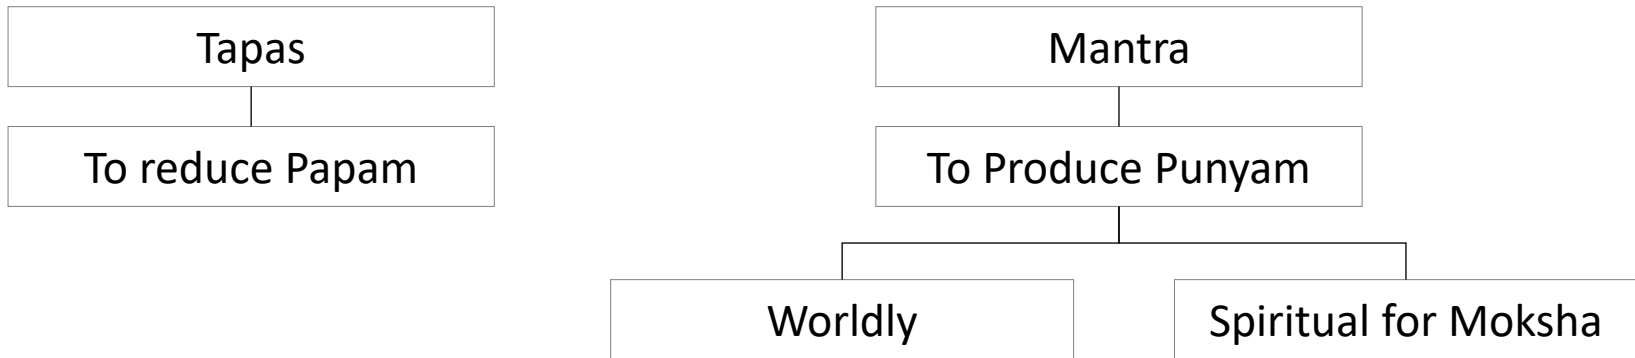 Tapas
Mantra
To reduce Papam
To Produce Punyam
Worldly
Spiritual for Moksha